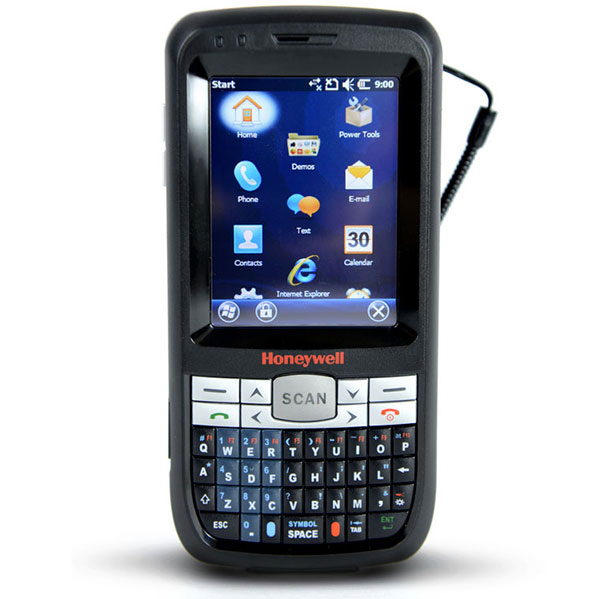 Start 9:00
Home
Power Tools
Demos
Phone
E-mail
Text
30
Contacts
Calendar
Internet Explorer
Honeywell
SCAN
Q W E R T Y U I O P
A S D F G H J K L
Z X C V B N M
ESC SYMBOL TAB ENT
SPACE